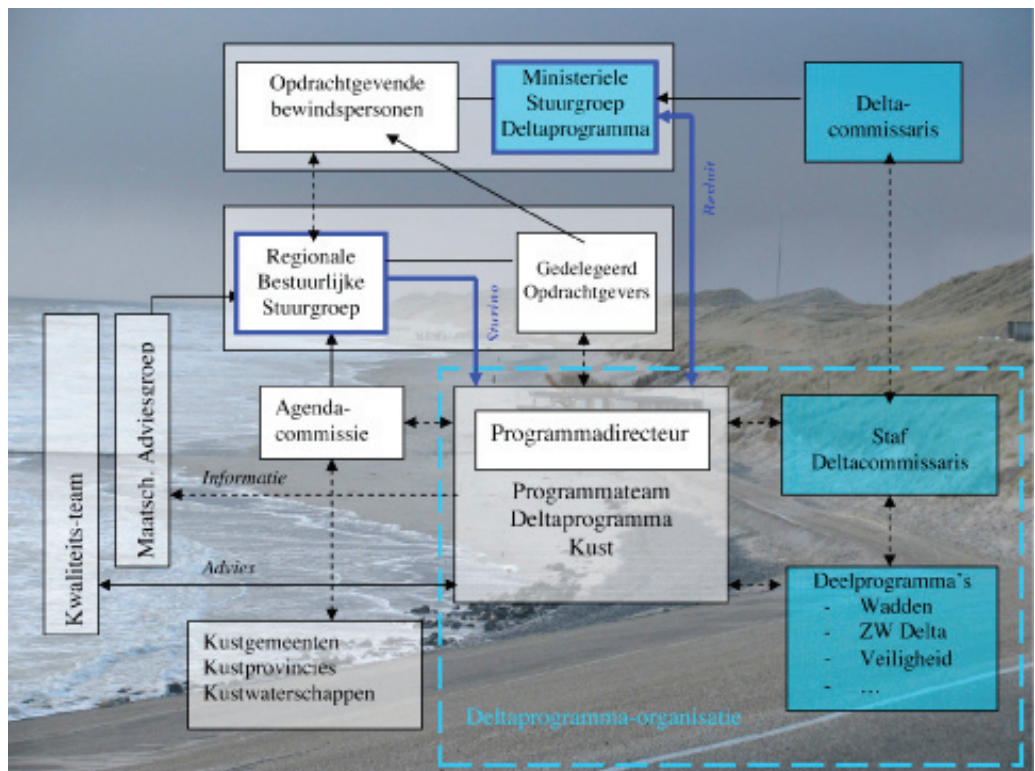 Opdrachtgevende
bewindspersonen
Ministeriele
Stuurgroep
Deltaprogramma
Delta-
commissaris
Regionale
Bestuurlijke
Stuurgroep
Gedelegeerd
Opdrachtgevers
Sturing
Kwaliteits-team
Maatsch. Adviesgroep
Agenda-
commissie
Programmadirecteur
Programmateam
Deltaprogramma
Kust
Staf
Deltacommissaris
Informatie
Advies
Kustgemeenten
Kustprovincies
Kustwaterschappen
Deelprogramma's
- Wadden
- ZW Delta
- Veiligheid
- ...
Deltaprogramma-organisatie